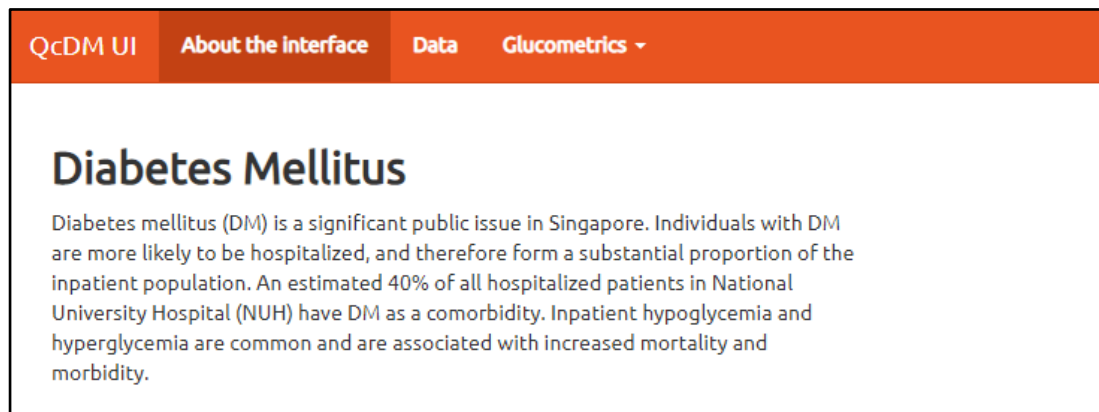 QcDM UI About the interface Data Glucometrics
Diabetes Mellitus
Diabetes mellitus (DM) is a significant public issue in Singapore. Individuals with DM
are more likely to be hospitalized, and therefore form a substantial proportion of the
inpatient population. An estimated 40% of all hospitalized patients in National
University Hospital (NUH) have DM as a comorbidity. Inpatient hypoglycemia and
hyperglycemia are common and are associated with increased mortality and
morbidity.